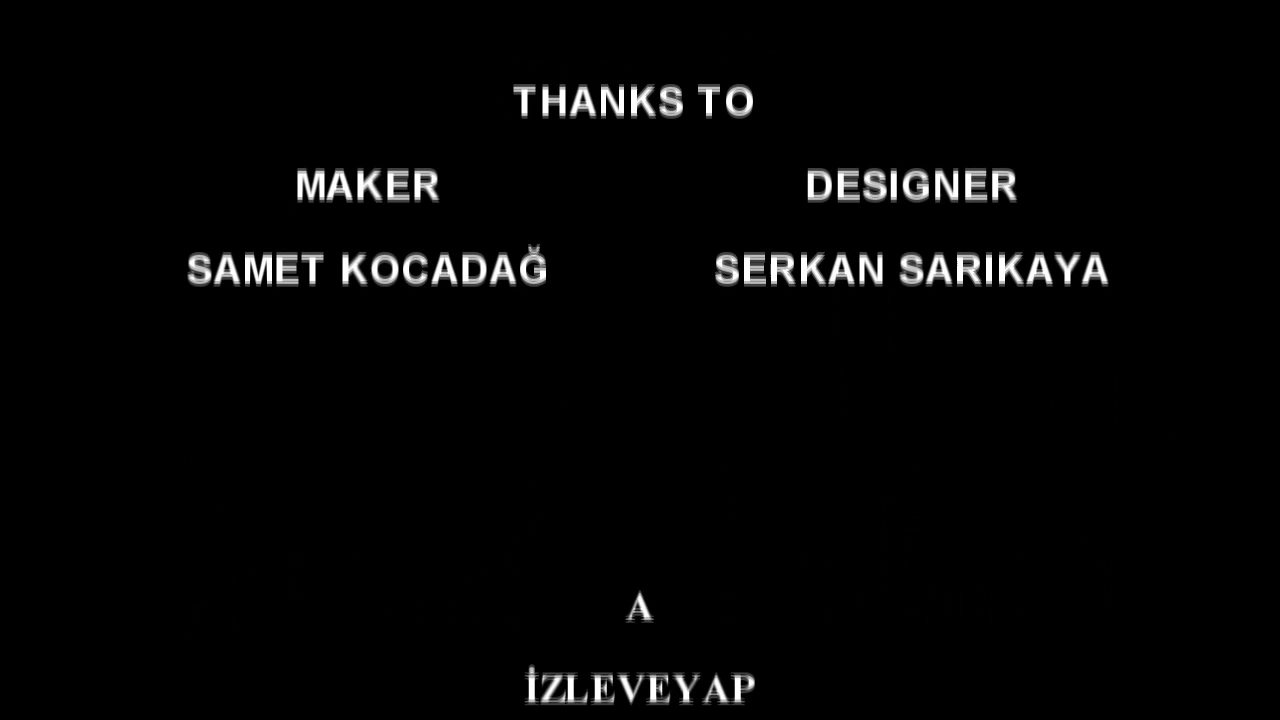 THANKS TO
MAKER DESIGNER
SAMET KOCADAĞ SERKAN SARIKAYA
A
İZLEVEYAP